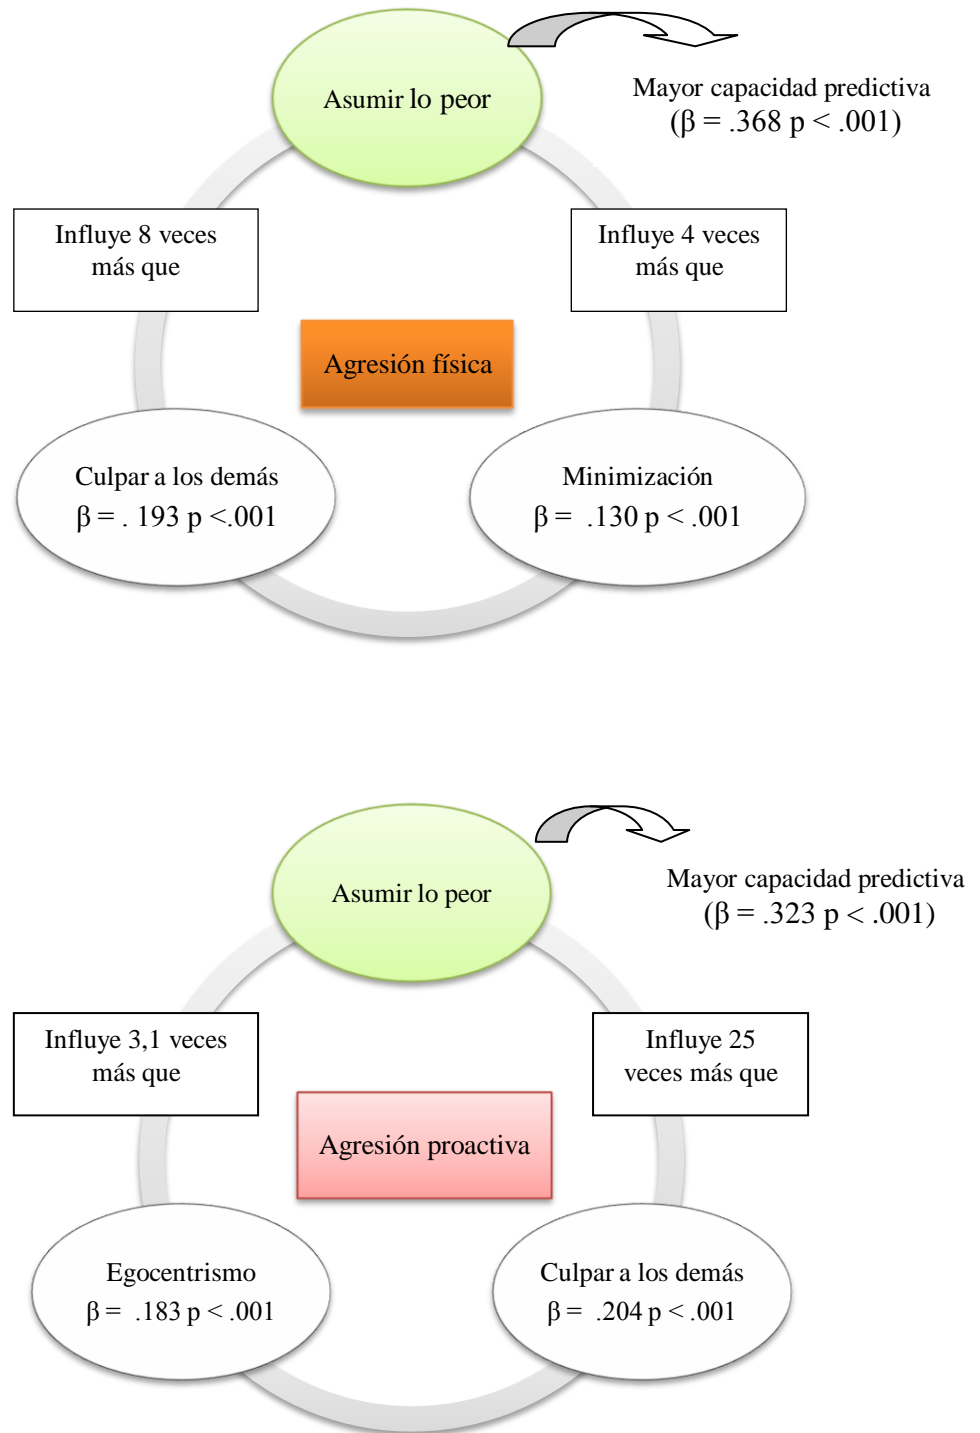 Asumir lo peor
Mayor capacidad predictiva
(β = .368 p < .001)
Influye 8 veces
más que
Influye 4 veces
más que
Agresión física
Culpar a los demás
β = . 193 p <.001
Minimización
β = .130 p < .001
Asumir lo peor
Mayor capacidad predictiva
(β = .323 p < .001)
Influye 3,1 veces
más que
Influye 25
veces más que
Agresión proactiva
Egocentrismo
β = .183 p < .001
Culpar a los demás
β = .204 p < .001